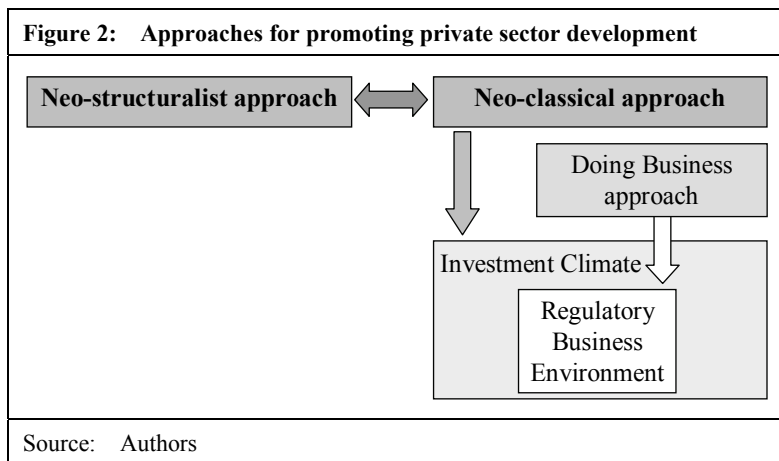 Figure 2: Approaches for promoting private sector development
Neo-structuralist approach
Neo-classical approach
Doing Business
approach
Investment Climate
Regulatory
Business
Environment
Source: Authors